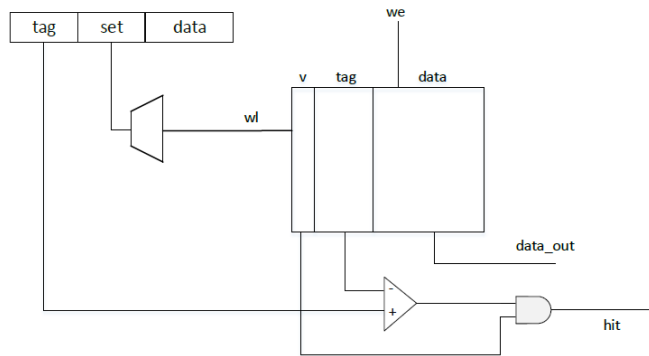 we
tag set data
v tag data
wl
data_out
-
+
hit